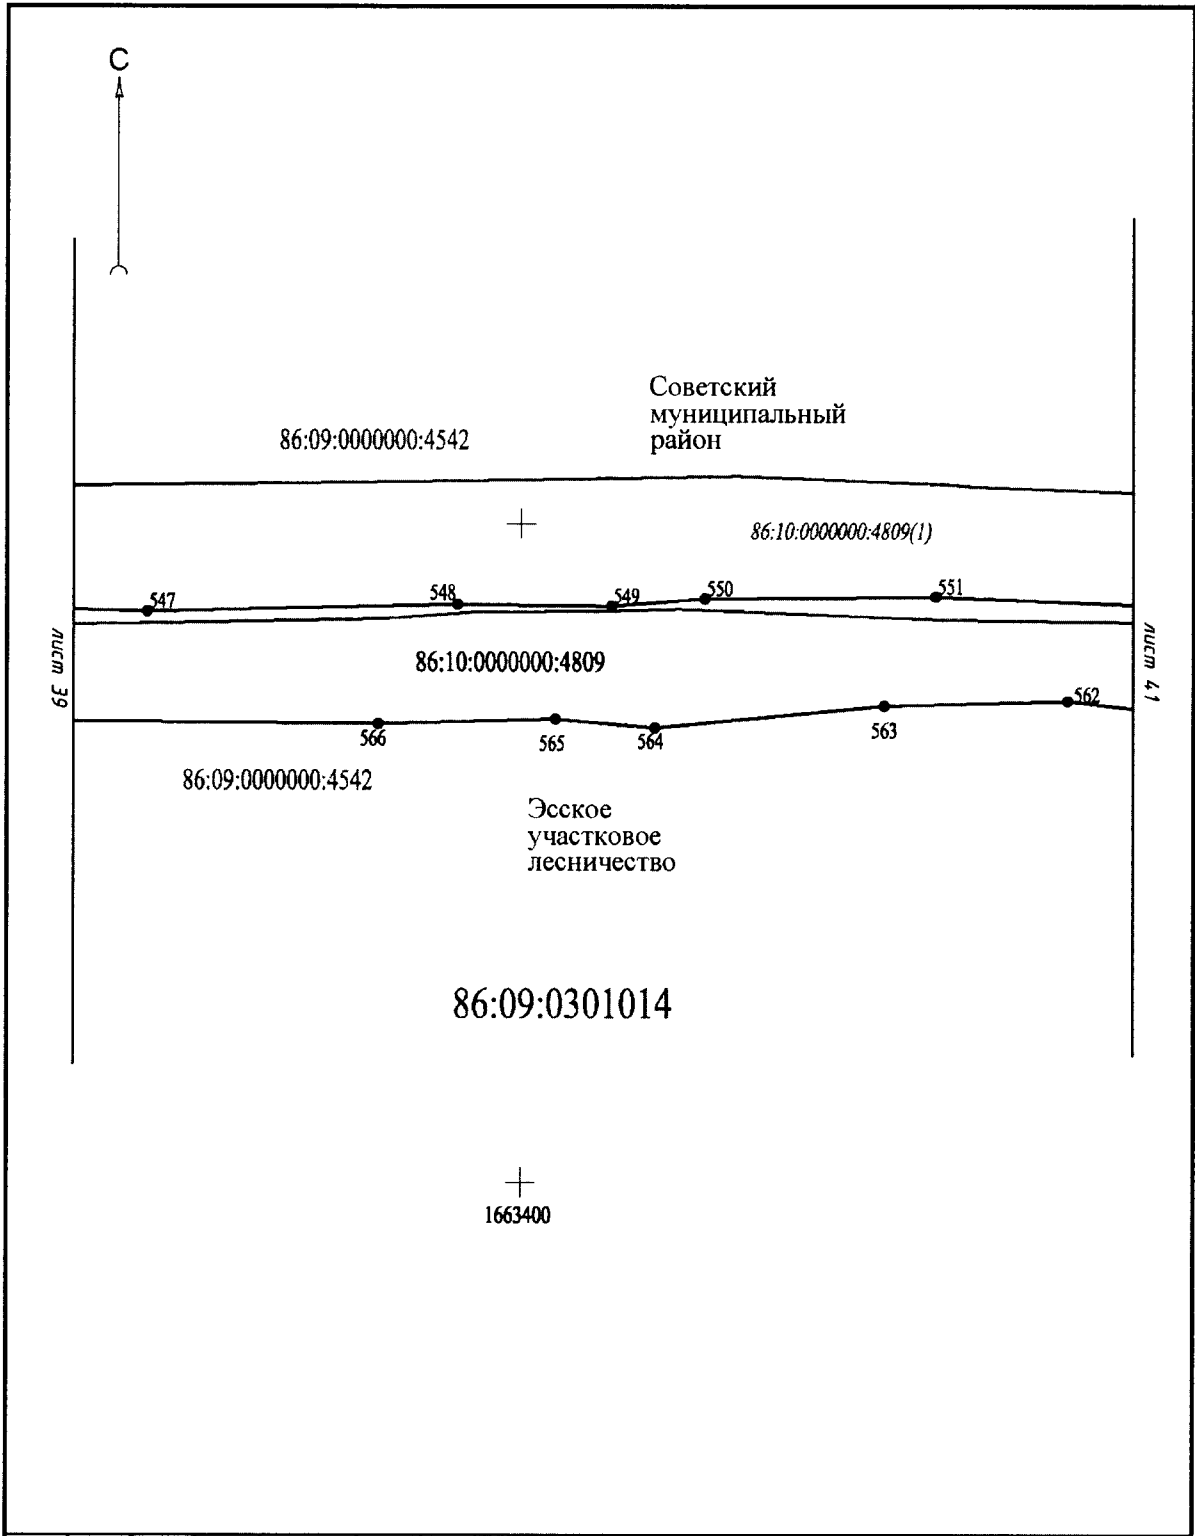 С
Советский
муниципальный
район
86:09:0000000:4542
86:10:0000000:4809(1)
547
548
549
550
551
лист 39
лист 41
86:10:0000000:4809
562
563
564
565
566
86:09:0000000:4542
Эсское
участковое
лесничество
86:09:0301014
1663400